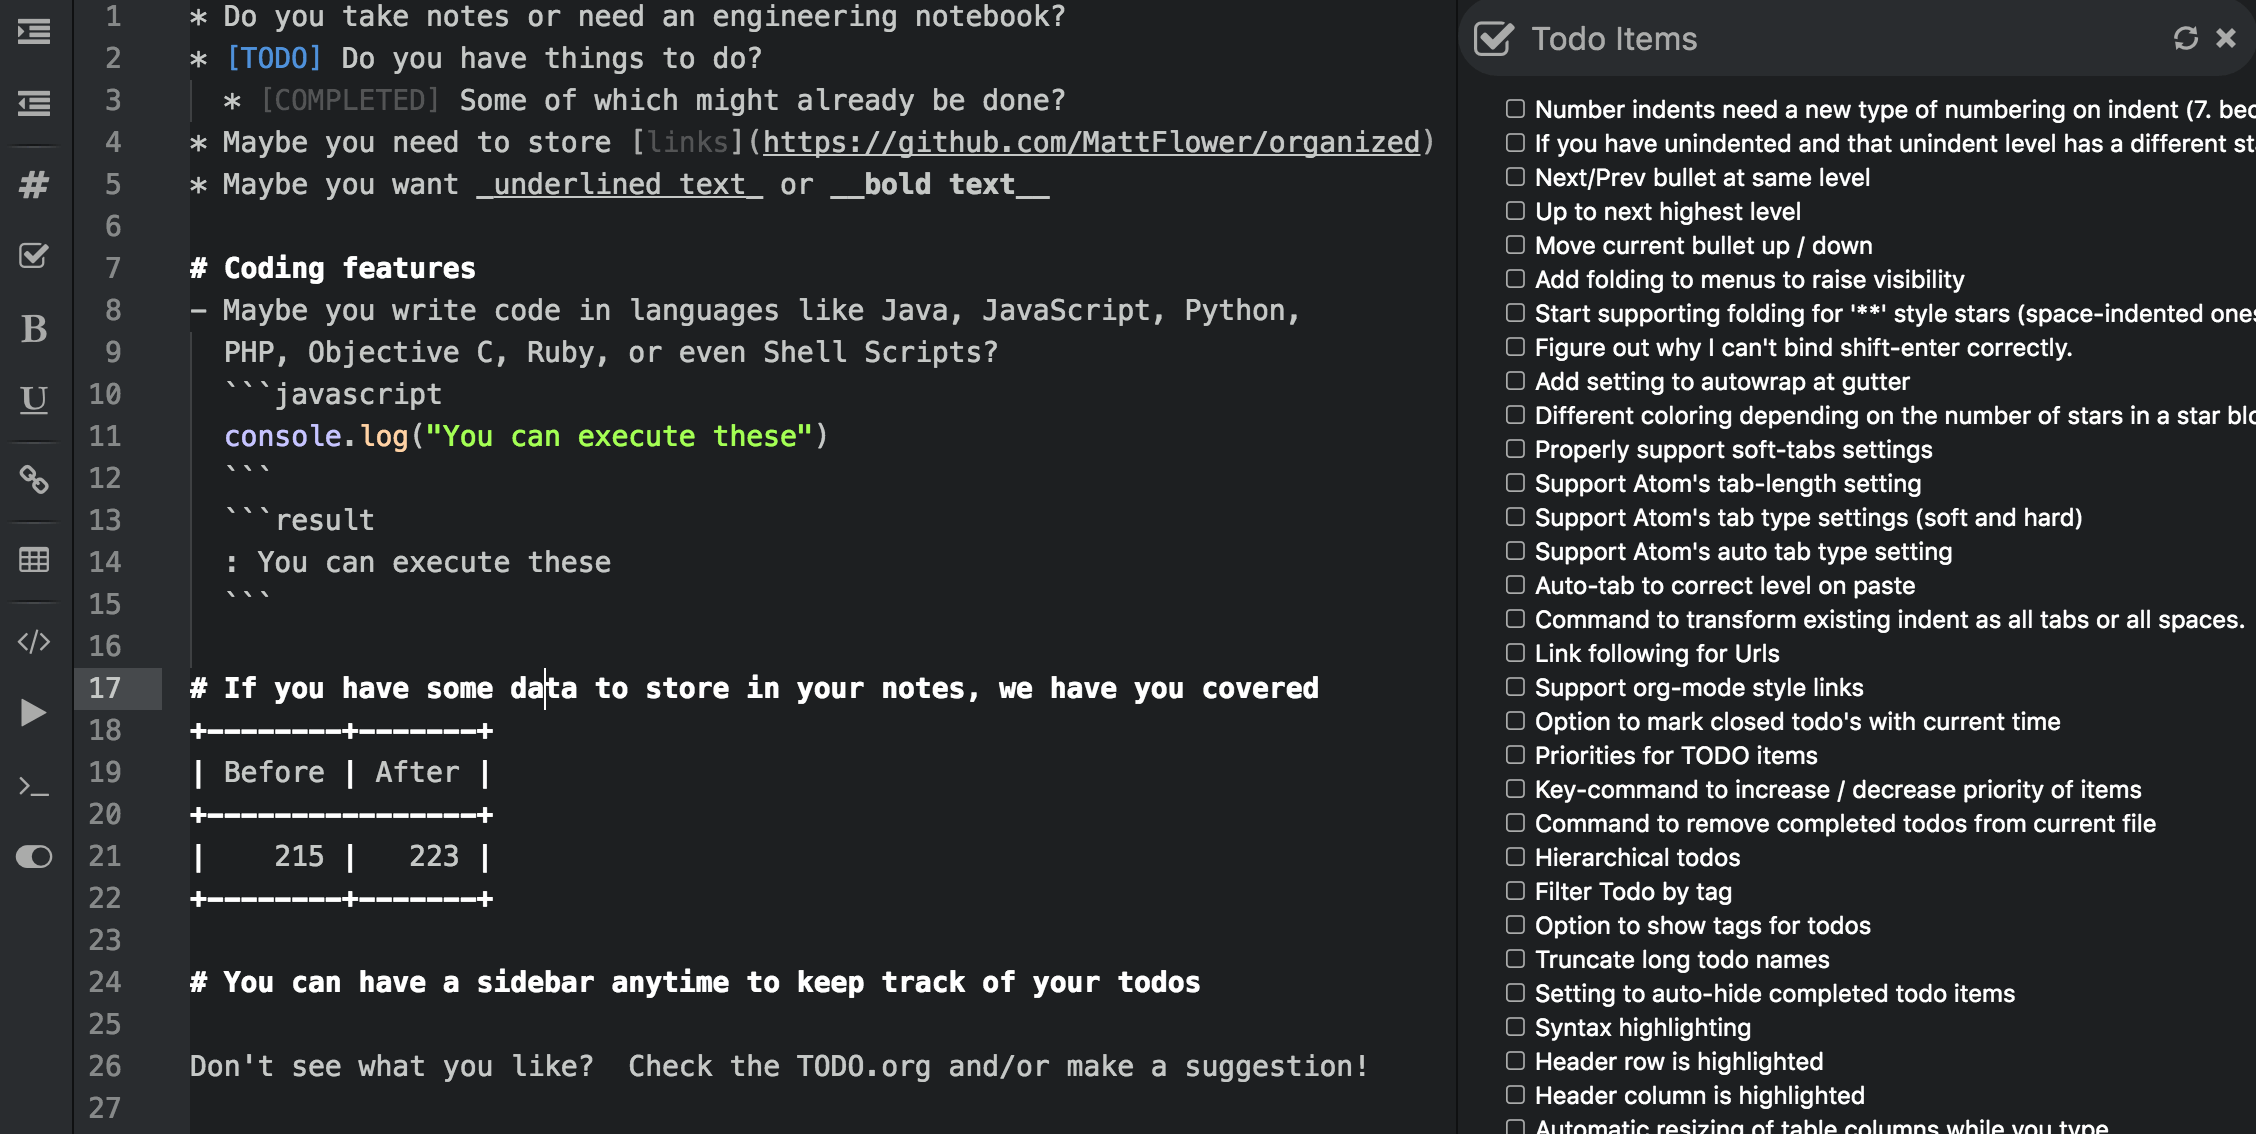 1 * Do you take notes or need an engineering notebook?
2 * [TODO] Do you have things to do?
3 * [COMPLETED] Some of which might already be done?
4 * Maybe you need to store [links](https://github.com/MattFlower/organized)
5 * Maybe you want _underlined text_ or __bold text__
6
7 # Coding features
8 - Maybe you write code in languages like Java, JavaScript, Python,
9 PHP, Objective C, Ruby, or even Shell Scripts?
10 ```javascript
11 console.log("You can execute these")
12 ```
13 ```result
14 : You can execute these
15 ```
16
17 # If you have some data to store in your notes, we have you covered
18 +--------+-------+
19 | Before | After |
20 +----------------+
21 |    215 |   223 |
22 +--------+-------+
23
24 # You can have a sidebar anytime to keep track of your todos
25
26 Don't see what you like?  Check the TODO.org and/or make a suggestion!
27
#
B
U
</>
>_
Todo Items
Number indents need a new type of numbering on indent (7. bec
If you have unindented and that unindent level has a different st
Next/Prev bullet at same level
Up to next highest level
Move current bullet up / down
Add folding to menus to raise visibility
Start supporting folding for '**' style stars (space-indented ones
Figure out why I can't bind shift-enter correctly.
Add setting to autowrap at gutter
Different coloring depending on the number of stars in a star blo
Properly support soft-tabs settings
Support Atom's tab-length setting
Support Atom's tab type settings (soft and hard)
Support Atom's auto tab type setting
Auto-tab to correct level on paste
Command to transform existing indent as all tabs or all spaces.
Link following for Urls
Support org-mode style links
Option to mark closed todo's with current time
Priorities for TODO items
Key-command to increase / decrease priority of items
Command to remove completed todos from current file
Hierarchical todos
Filter Todo by tag
Option to show tags for todos
Truncate long todo names
Setting to auto-hide completed todo items
Syntax highlighting
Header row is highlighted
Header column is highlighted
Automatic resizing of table columns while you type